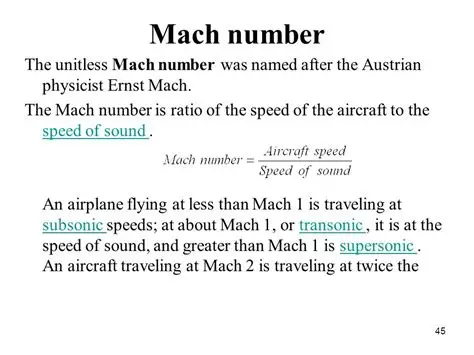 Mach number
The unitless Mach number was named after the Austrian
physicist Ernst Mach.
The Mach number is ratio of the speed of the aircraft to the
speed of sound .
Mach number = Aircraft speed / Speed of sound
An airplane flying at less than Mach 1 is traveling at
subsonic speeds; at about Mach 1, or transonic , it is at the
speed of sound, and greater than Mach 1 is supersonic .
An aircraft traveling at Mach 2 is traveling at twice the
45